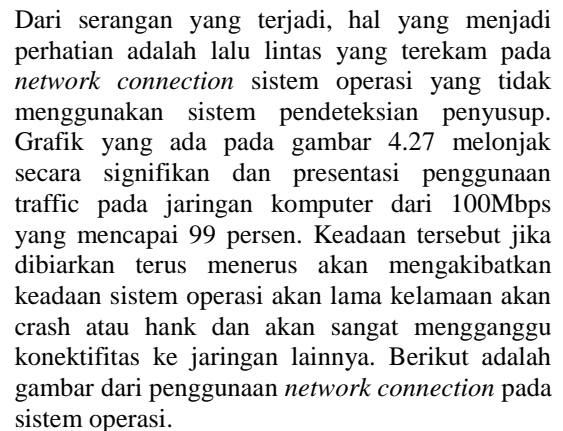 Dari serangan yang terjadi, hal yang menjadi
perhatian adalah lalu lintas yang terekam pada
network connection sistem operasi yang tidak
menggunakan sistem pendeteksian penyusup.
Grafik yang ada pada gambar 4.27 melonjak
secara signifikan dan presentasi penggunaan
traffic pada jaringan komputer dari 100Mbps
yang mencapai 99 persen. Keadaan tersebut jika
dibiarkan terus menerus akan mengakibatkan
keadaan sistem operasi akan lama kelamaan akan
crash atau hank dan akan sangat mengganggu
konektifitas ke jaringan lainnya. Berikut adalah
gambar dari penggunaan network connection pada
sistem operasi.